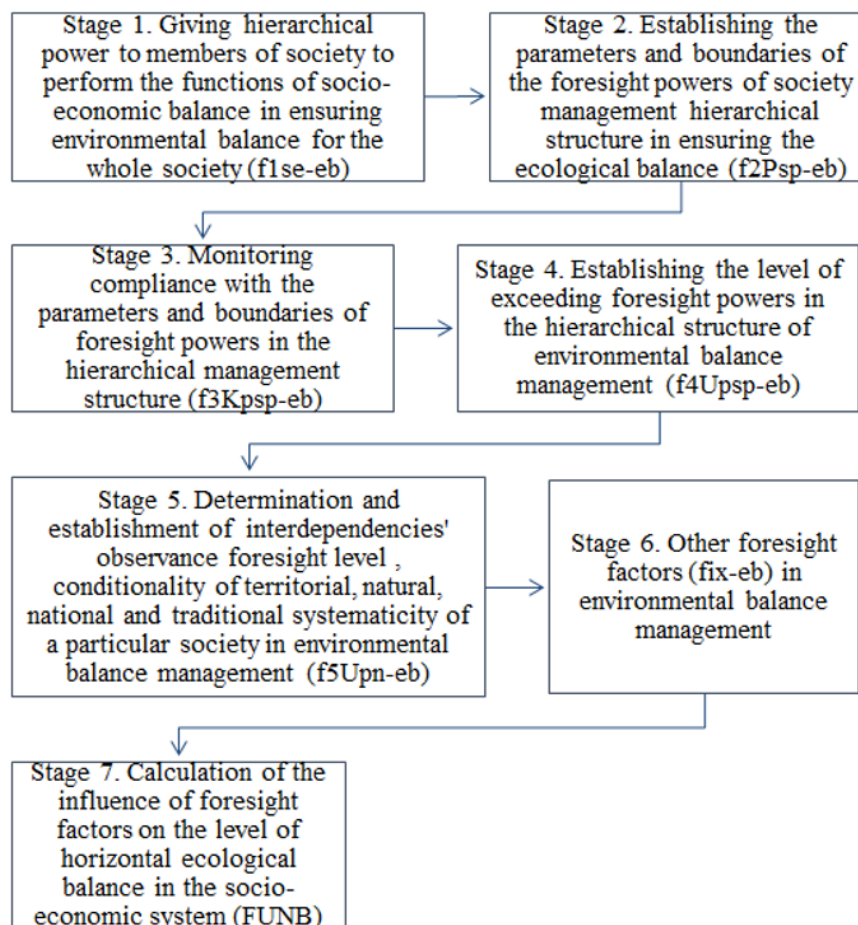 Stage 1. Giving hierarchical
power to members of society to
perform the functions of socio-
economic balance in ensuring
environmental balance for the
whole society (f1se-eb)
Stage 2. Establishing the
parameters and boundaries of
the foresight powers of society
management hierarchical
structure in ensuring the
ecological balance (f2Psp-eb)
Stage 3. Monitoring
compliance with the
parameters and boundaries of
foresight powers in the
hierarchical management
structure (f3Kpsp-eb)
Stage 4. Establishing the level of
exceeding foresight powers in
the hierarchical structure of
environmental balance
management (f4Upsp-eb)
Stage 5. Determination and
establishment of interdependencies'
observance foresight level ,
conditionality of territorial, natural,
national and traditional systematicity of
a particular society in environmental
balance management (f5Upn-eb)
Stage 6. Other foresight
factors (fix-eb) in
environmental balance
management
Stage 7. Calculation of the
influence of foresight
factors on the level of
horizontal ecological
balance in the socio-
economic system (FUNB)